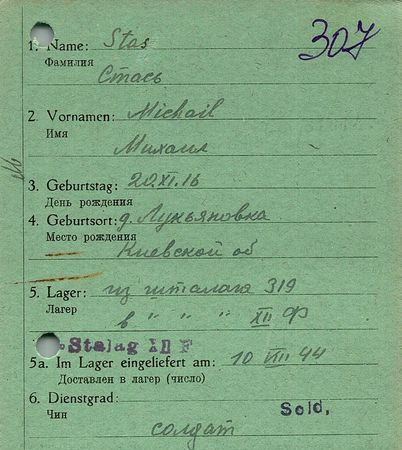 307
1. Name: Stas
Фамилия
Стась
2. Vornamen: Michail
Имя
Михаил
3. Geburtstag: 20.XI.16
День рождения
4. Geburtsort: д. Лукьяновка
Место рождения
Киевской об
5. Lager: из шталага 319
Лагер
в " " " XII Ф
Stalag XII F
5a. Im Lager eingeliefert am: 10 VIII 44
Доставлен в лагер (число)
6. Dienstgrad: Sold.
Чин
солдат